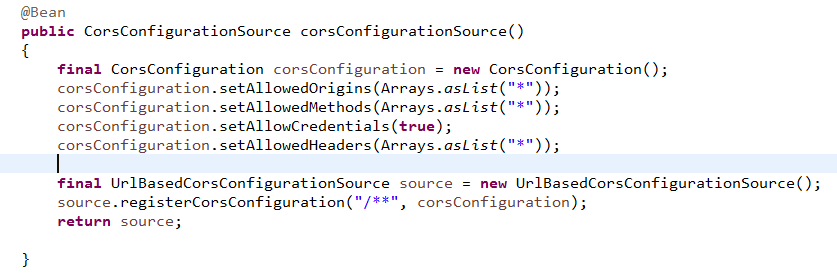 @Bean
public CorsConfigurationSource corsConfigurationSource()
{
    final CorsConfiguration corsConfiguration = new CorsConfiguration();
    corsConfiguration.setAllowedOrigins(Arrays.asList("*"));
    corsConfiguration.setAllowedMethods(Arrays.asList("*"));
    corsConfiguration.setAllowCredentials(true);
    corsConfiguration.setAllowedHeaders(Arrays.asList("*"));
    final UrlBasedCorsConfigurationSource source = new UrlBasedCorsConfigurationSource();
    source.registerCorsConfiguration("/**", corsConfiguration);
    return source;
}